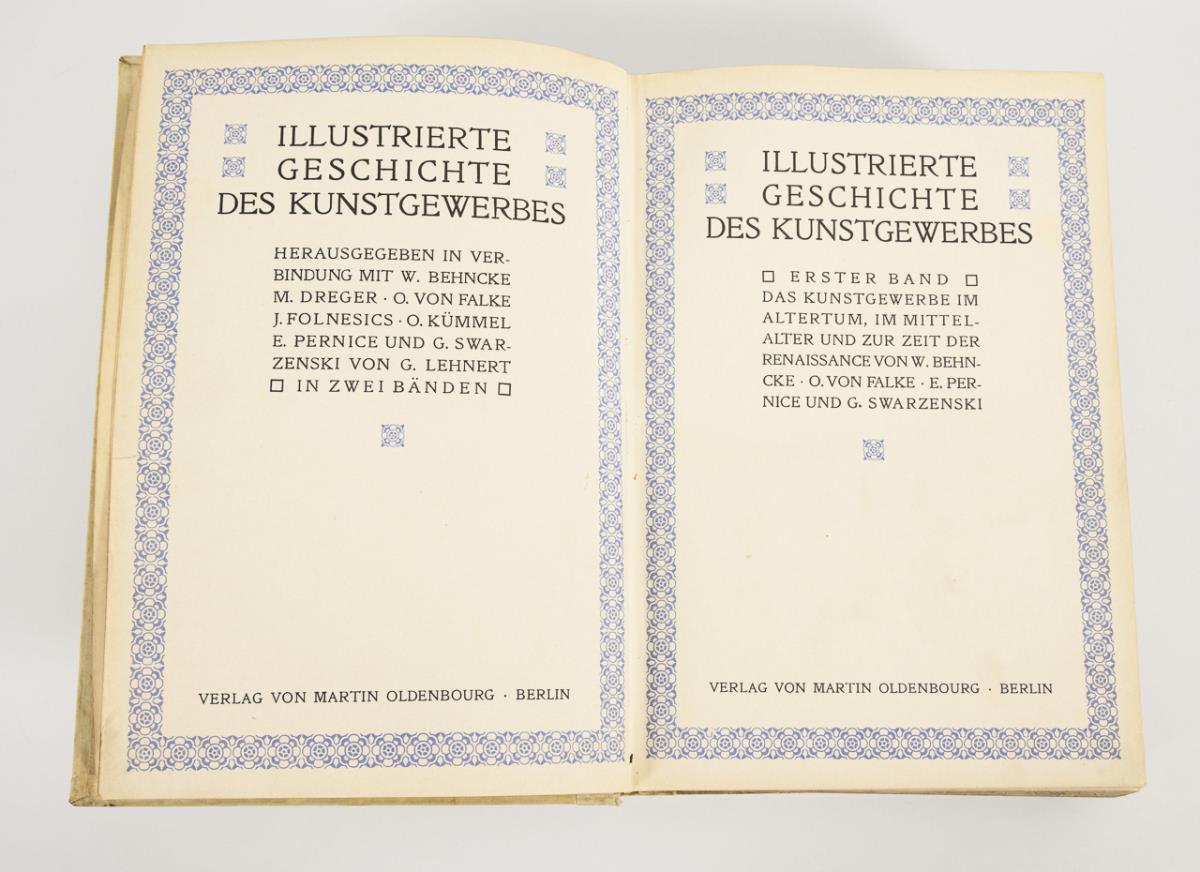 ILLUSTRIERTE
GESCHICHTE
DES KUNSTGEWERBES
HERAUSGEGEBEN IN VER-
BINDUNG MIT W. BEHNCKE
M. DREGER · O. VON FALKE
J. FOLNESICS · O. KÜMMEL
E. PERNICE UND G. SWAR-
ZENSKI VON G. LEHNERT
IN ZWEI BÄNDEN
VERLAG VON MARTIN OLDENBOURG · BERLIN
ILLUSTRIERTE
GESCHICHTE
DES KUNSTGEWERBES
ERSTER BAND
DAS KUNSTGEWERBE IM
ALTERTUM, IM MITTEL-
ALTER UND ZUR ZEIT DER
RENAISSANCE VON W. BEHN-
CKE · O. VON FALKE · E. PER-
NICE UND G. SWARZENSKI
VERLAG VON MARTIN OLDENBOURG · BERLIN